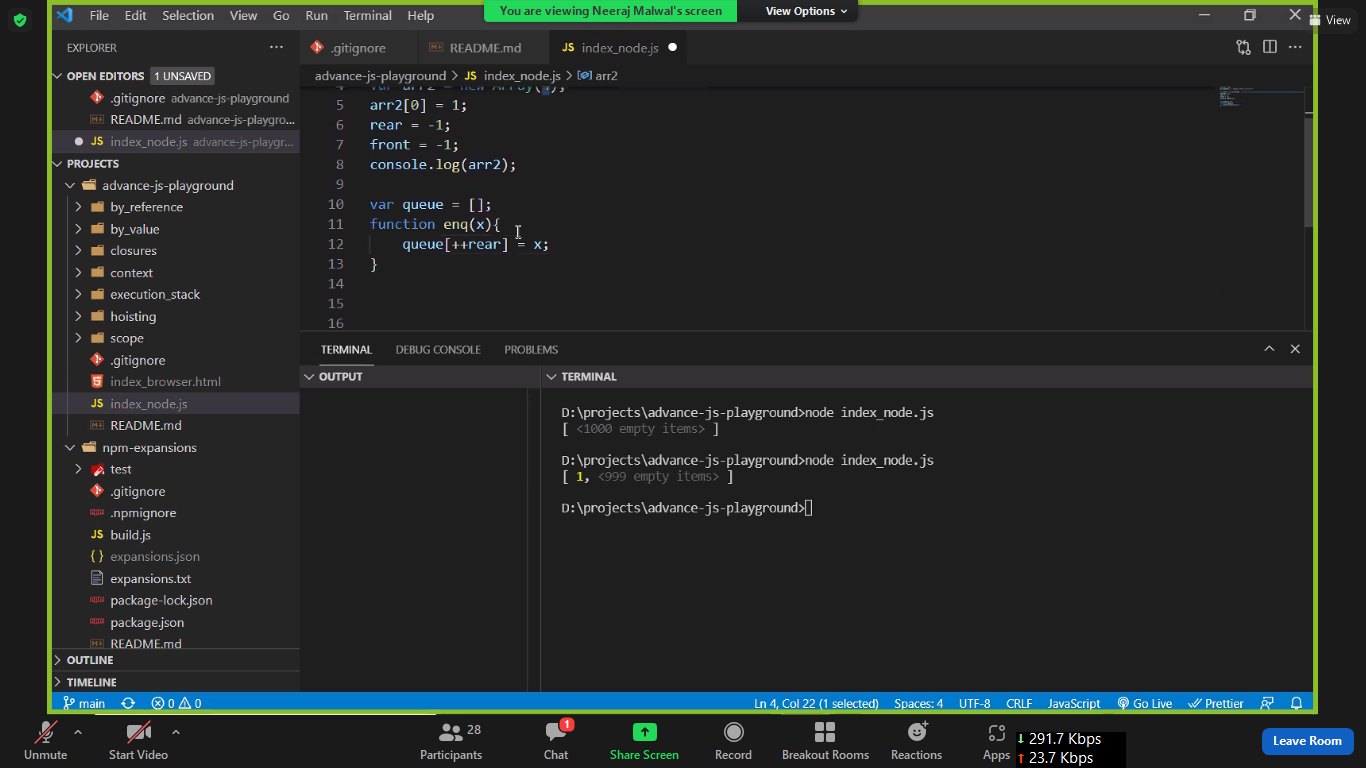 You are viewing Neeraj Malwal's screen
View Options
View
File Edit Selection View Go Run Terminal Help
EXPLORER
.gitignore
README.md
JS index_node.js
OPEN EDITORS 1 UNSAVED
.gitignore advance-js-playground
README.md advance-js-playgro...
JS index_node.js advance-js-playgr...
PROJECTS
advance-js-playground
by_reference
by_value
closures
context
execution_stack
hoisting
scope
.gitignore
index_browser.html
JS index_node.js
README.md
npm-expansions
test
.gitignore
.npmignore
JS build.js
{ } expansions.json
expansions.txt
package-lock.json
package.json
README.md
OUTLINE
TIMELINE
advance-js-playground > JS index_node.js > arr2
5 arr2[0] = 1;
6 rear = -1;
7 front = -1;
8 console.log(arr2);
9
10 var queue = [];
11 function enq(x){
12 queue[++rear] = x;
13 }
14
15
16
TERMINAL DEBUG CONSOLE PROBLEMS
OUTPUT
TERMINAL
D:\projects\advance-js-playground>node index_node.js
[ <1000 empty items> ]
D:\projects\advance-js-playground>node index_node.js
[ 1, <999 empty items> ]
D:\projects\advance-js-playground>
main 0 0 Ln 4, Col 22 (1 selected) Spaces: 4 UTF-8 CRLF JavaScript Go Live Prettier
Unmute
Start Video
28
Participants
1
Chat
Share Screen
Record
Breakout Rooms
Reactions
Apps
291.7 Kbps
23.7 Kbps
Leave Room